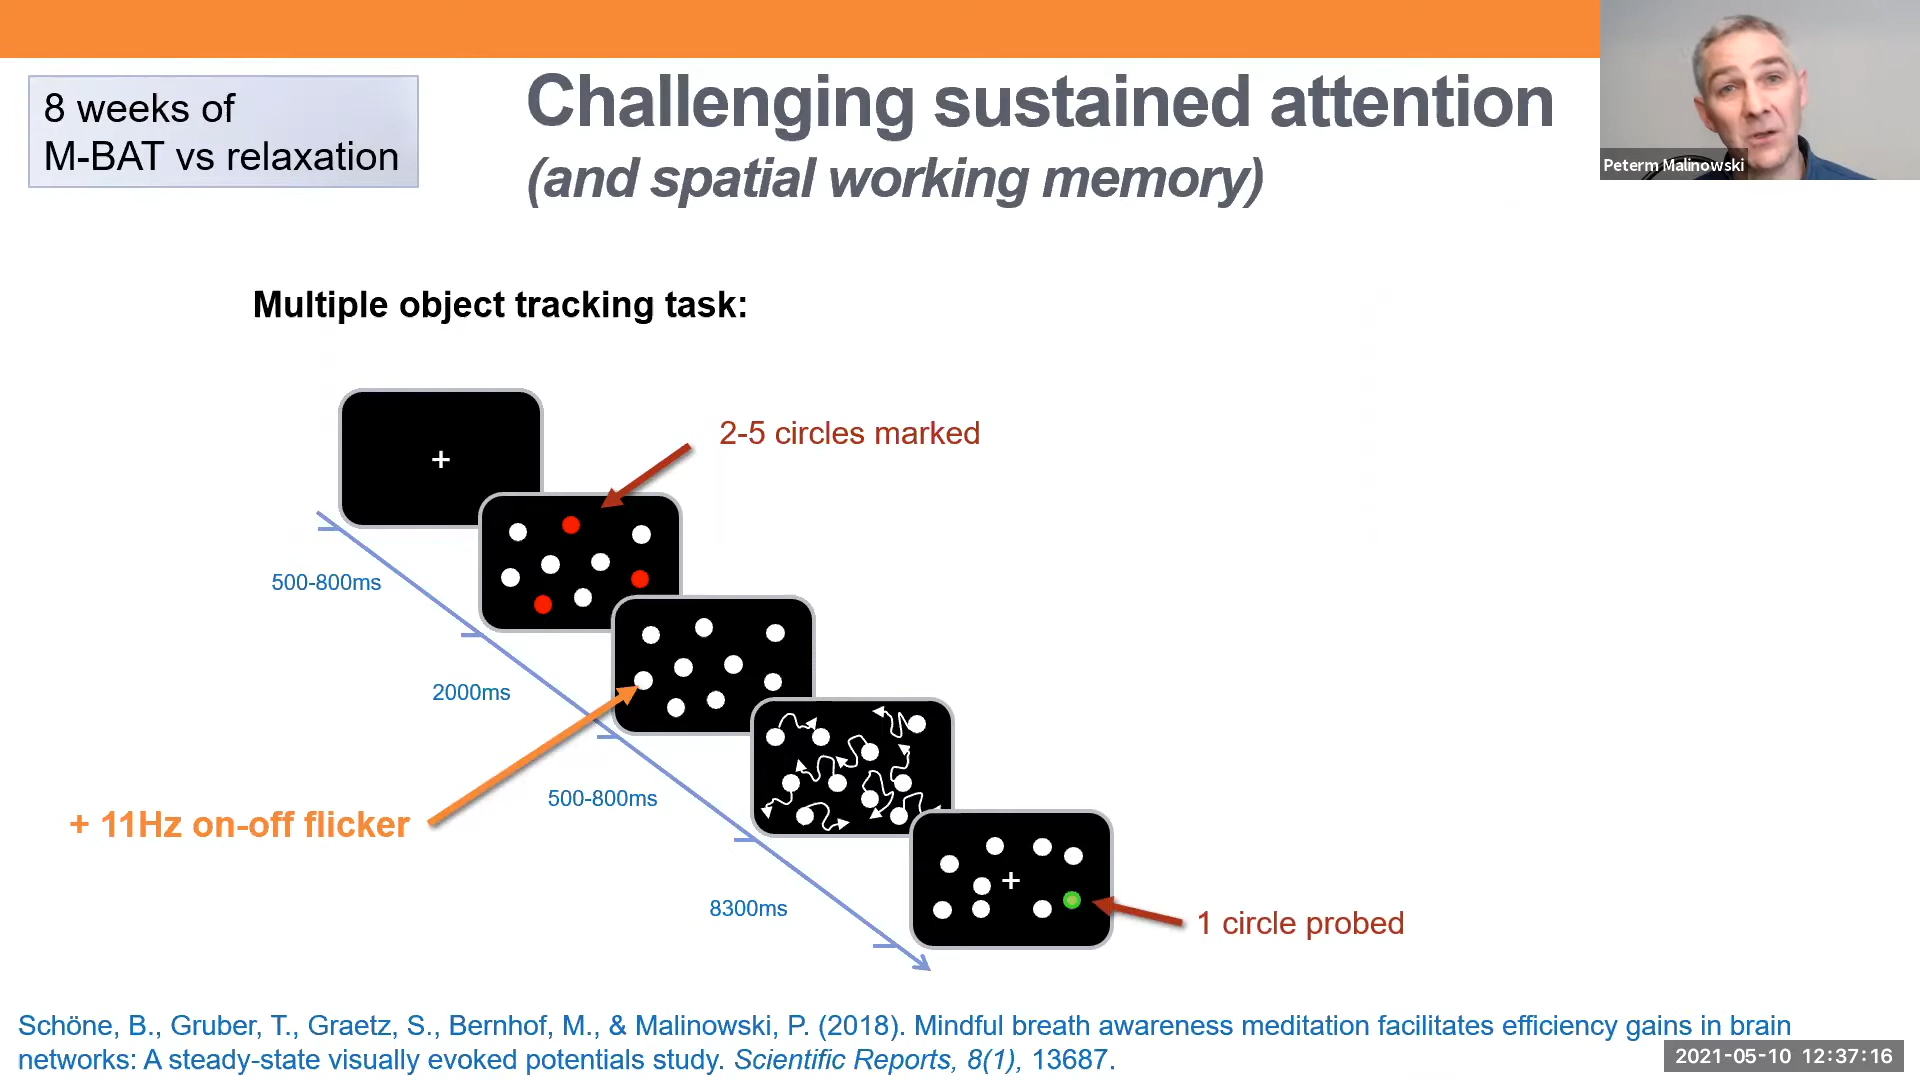 8 weeks of
M-BAT vs relaxation
Challenging sustained attention
(and spatial working memory)
Peterm Malinowski
Multiple object tracking task:
2-5 circles marked
+
500-800ms
2000ms
500-800ms
+ 11Hz on-off flicker
+
8300ms
1 circle probed
Schöne, B., Gruber, T., Graetz, S., Bernhof, M., & Malinowski, P. (2018). Mindful breath awareness meditation facilitates efficiency gains in brain
networks: A steady-state visually evoked potentials study. Scientific Reports, 8(1), 13687.
2021-05-10 12:37:16